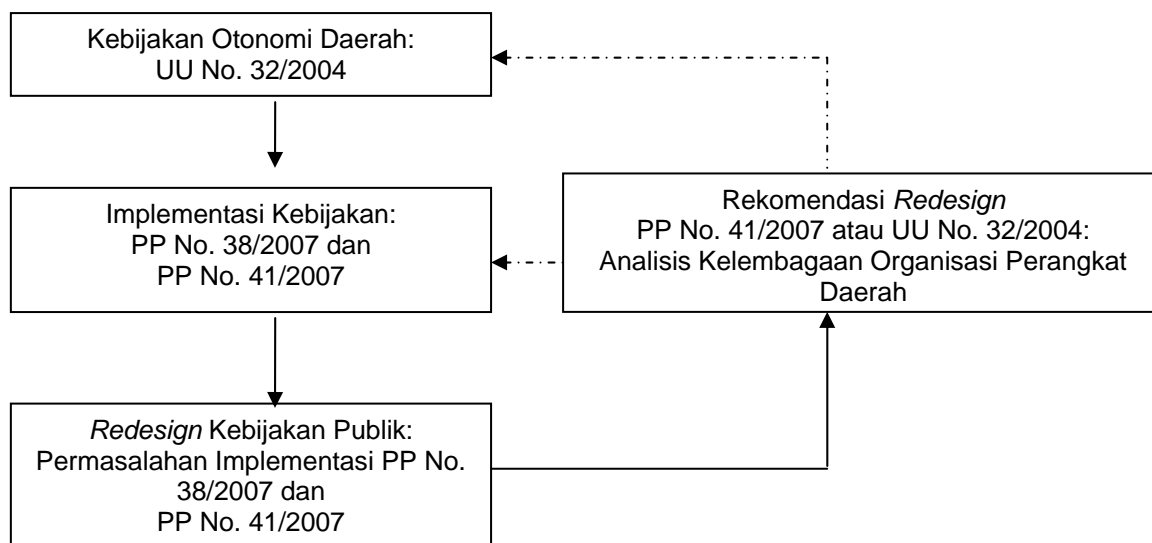 Kebijakan Otonomi Daerah:
UU No. 32/2004
Implementasi Kebijakan:
PP No. 38/2007 dan
PP No. 41/2007
Redesign Kebijakan Publik:
Permasalahan Implementasi PP No.
38/2007 dan
PP No. 41/2007
Rekomendasi Redesign
PP No. 41/2007 atau UU No. 32/2004:
Analisis Kelembagaan Organisasi Perangkat
Daerah